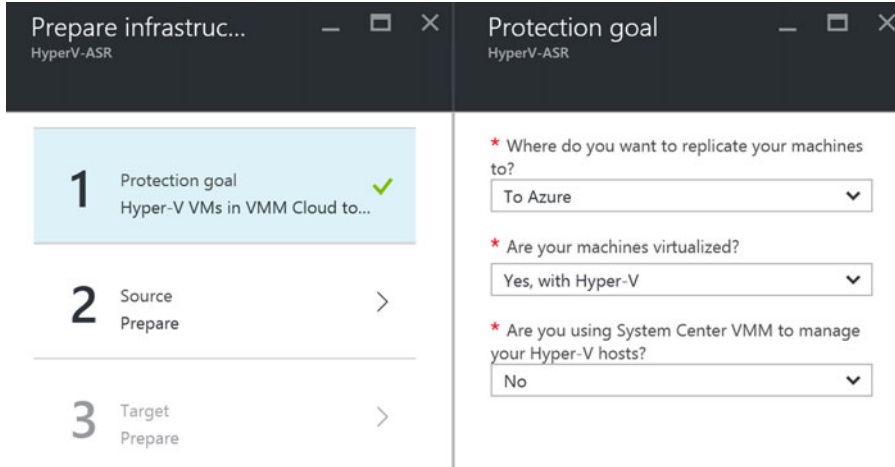 Prepare infrastruc...
HyperV-ASR
1
Protection goal
Hyper-V VMs in VMM Cloud to...
2
Source
Prepare
3
Target
Prepare
Protection goal
HyperV-ASR
* Where do you want to replicate your machines
to?
To Azure
* Are your machines virtualized?
Yes, with Hyper-V
* Are you using System Center VMM to manage
your Hyper-V hosts?
No